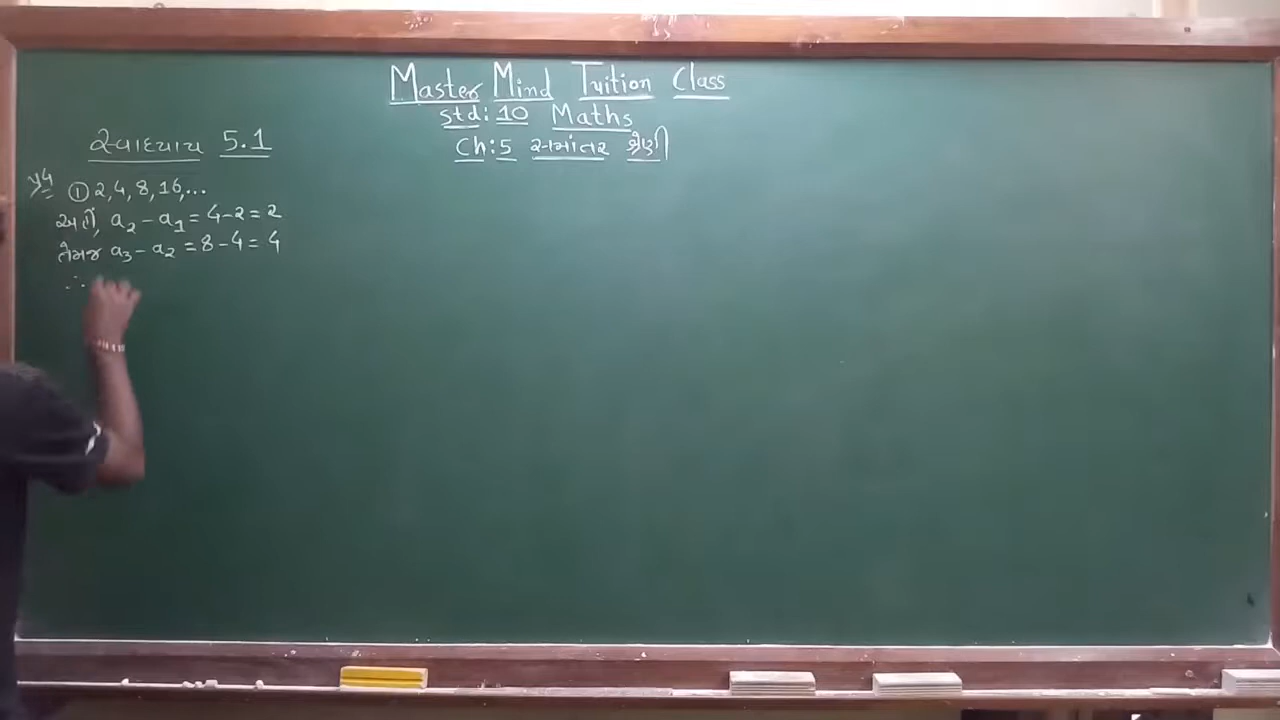 Master Mind Tuition Class
std: 10 Maths
Ch: 5 સમાંતર શ્રેણી
સ્વાધ્યાય 5.1
પ્ર4 ① 2, 4, 8, 16, ...
અહીં, a₂ - a₁ = 4 - 2 = 2
તેમજ a₃ - a₂ = 8 - 4 = 4
∴